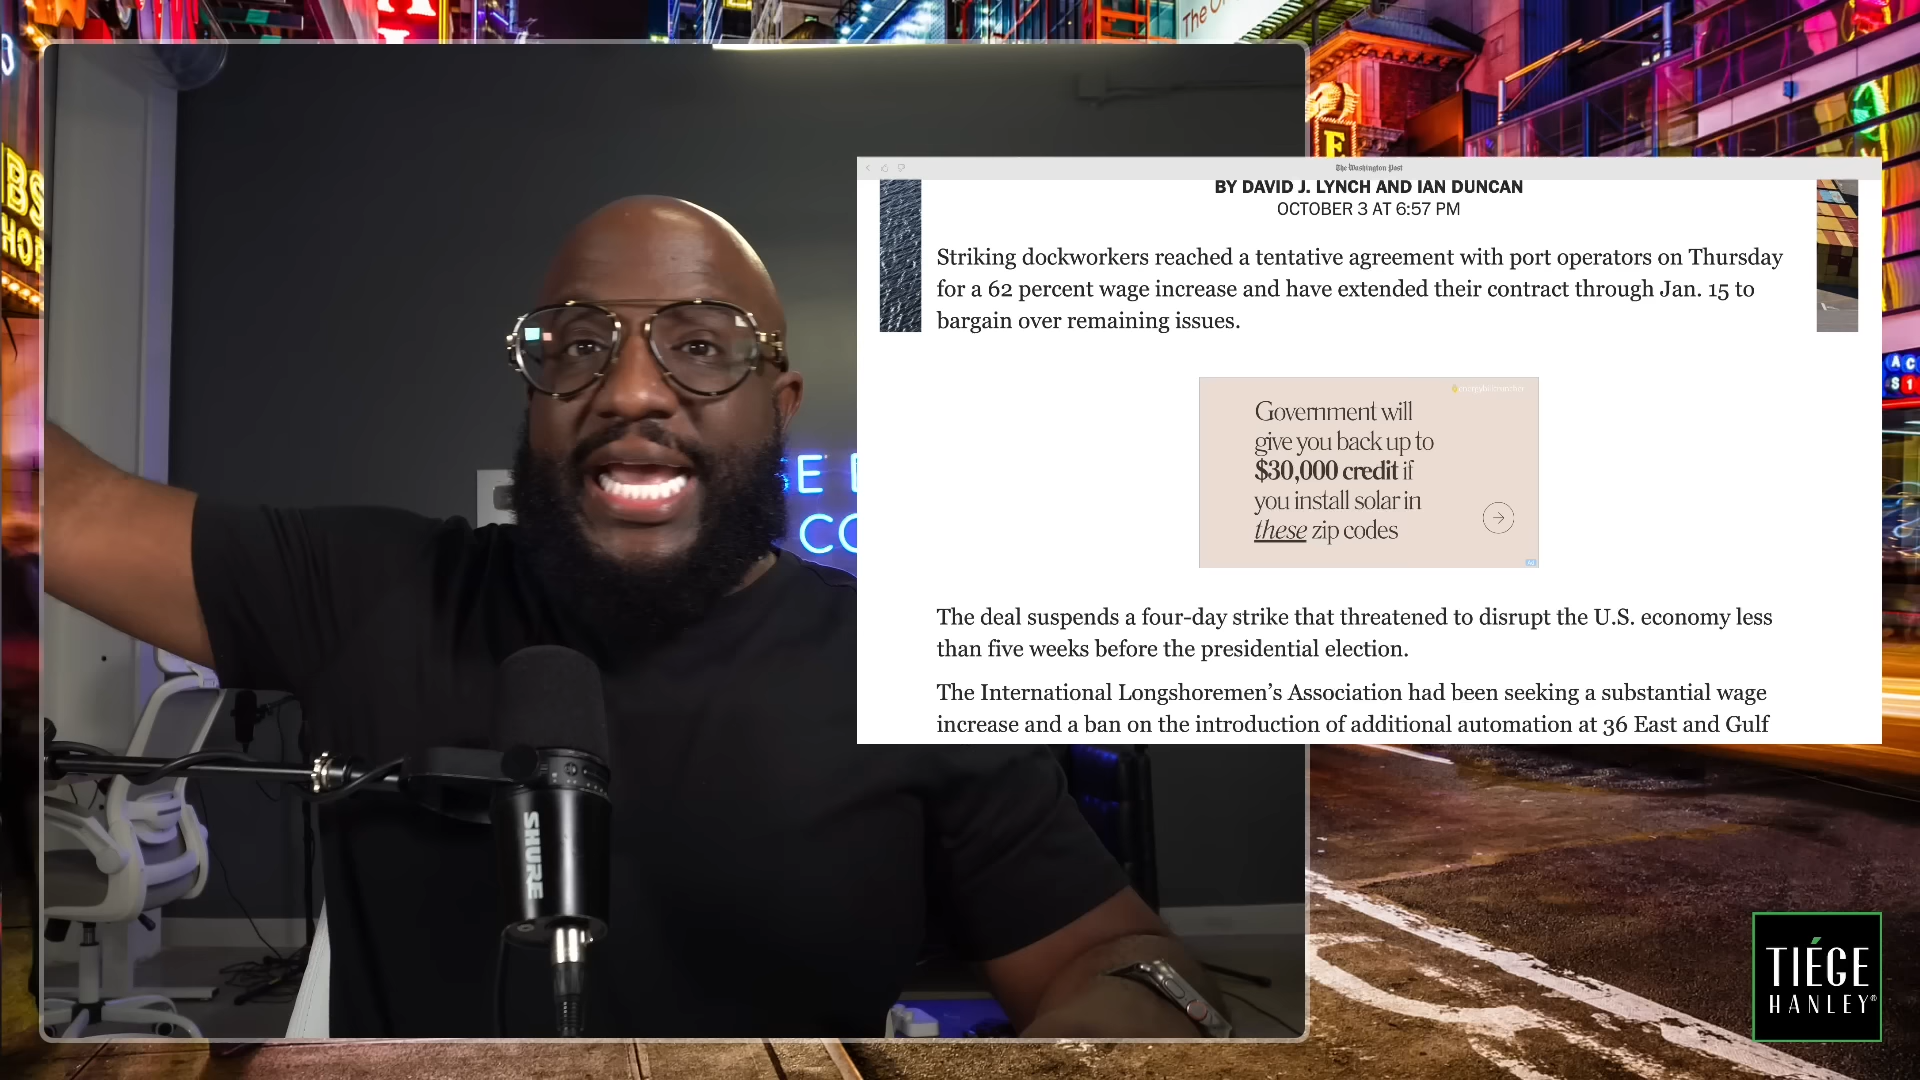 The Washington Post
BY DAVID J. LYNCH AND IAN DUNCAN
OCTOBER 3 AT 6:57 PM
Striking dockworkers reached a tentative agreement with port operators on Thursday
for a 62 percent wage increase and have extended their contract through Jan. 15 to
bargain over remaining issues.
Government will
give you back up to
$30,000 credit if
you install solar in
these zip codes
Ad
The deal suspends a four-day strike that threatened to disrupt the U.S. economy less
than five weeks before the presidential election.
The International Longshoremen’s Association had been seeking a substantial wage
increase and a ban on the introduction of additional automation at 36 East and Gulf
E
CO
SHURE
TIÉGE
HANLEY®